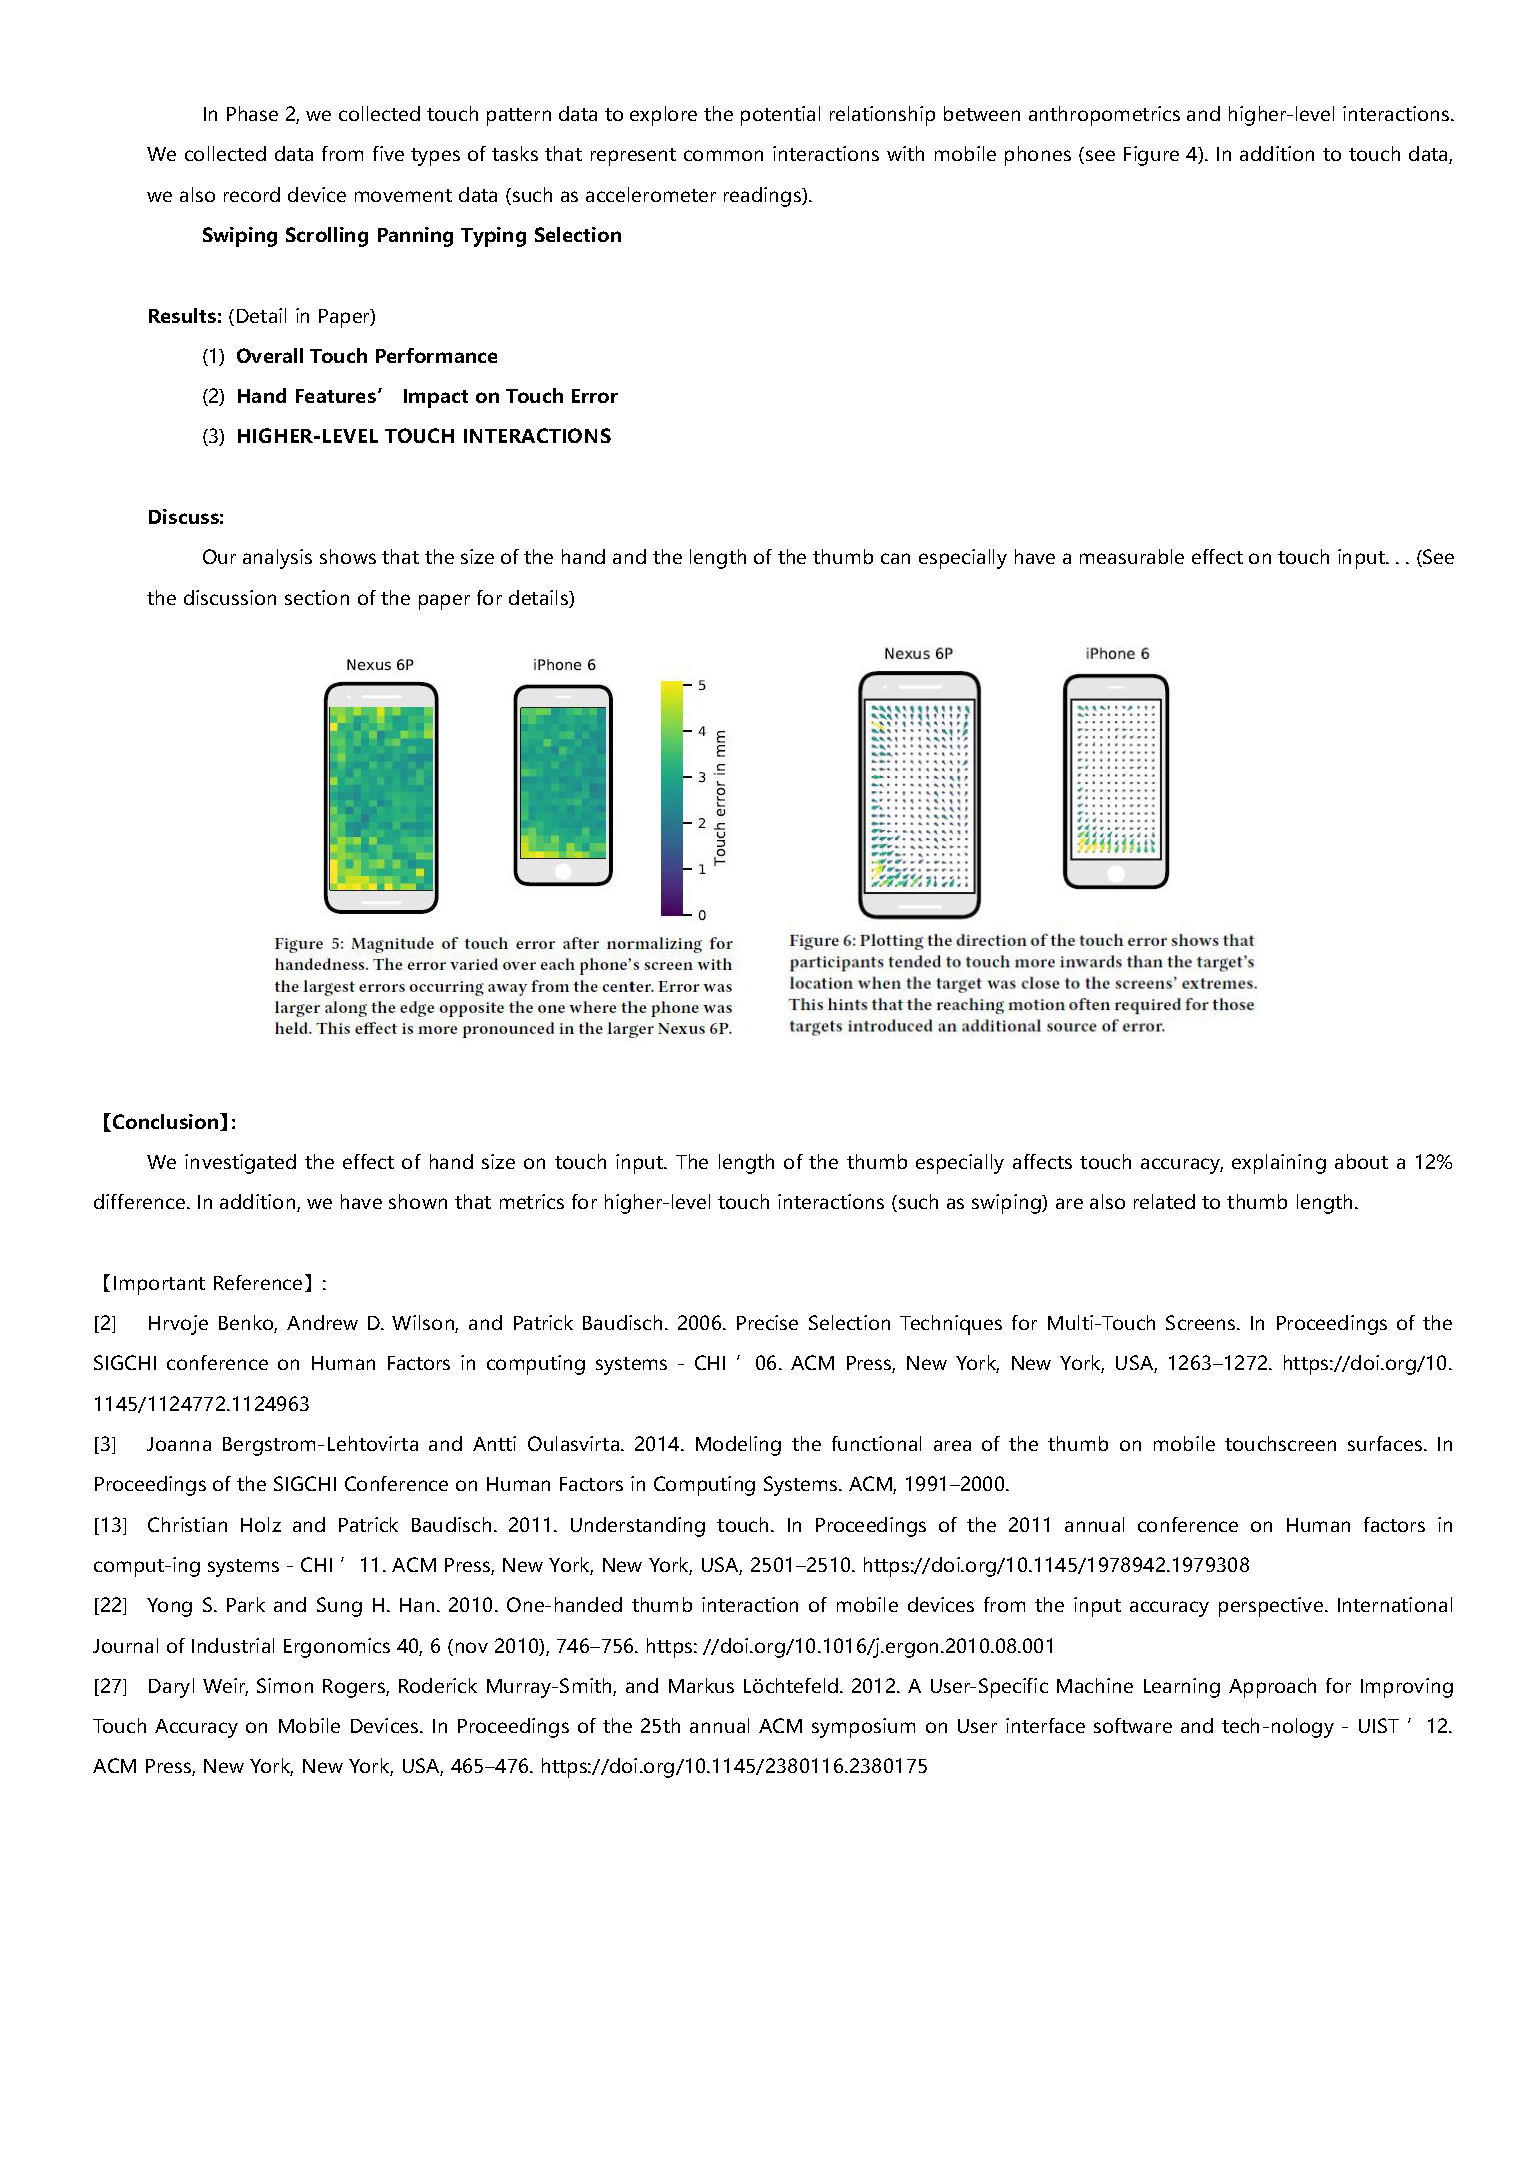 In Phase 2, we collected touch pattern data to explore the potential relationship between anthropometrics and higher-level interactions.
We collected data from five types of tasks that represent common interactions with mobile phones (see Figure 4). In addition to touch data,
we also record device movement data (such as accelerometer readings).
Swiping Scrolling Panning Typing Selection
Results: (Detail in Paper)
(1) Overall Touch Performance
(2) Hand Features’ Impact on Touch Error
(3) HIGHER-LEVEL TOUCH INTERACTIONS
Discuss:
Our analysis shows that the size of the hand and the length of the thumb can especially have a measurable effect on touch input. . . (See
the discussion section of the paper for details)
Nexus 6P
iPhone 6
5
4
3
2
1
0
Touch error in mm
Figure 5: Magnitude of touch error after normalizing for
handedness. The error varied over each phone's screen with
the largest errors occurring away from the center. Error was
larger along the edge opposite the one where the phone was
held. This effect is more pronounced in the larger Nexus 6P.
Nexus 6P
iPhone 6
Figure 6: Plotting the direction of the touch error shows that
participants tended to touch more inwards than the target's
location when the target was close to the screens' extremes.
This hints that the reaching motion often required for those
targets introduced an additional source of error.
【Conclusion】:
We investigated the effect of hand size on touch input. The length of the thumb especially affects touch accuracy, explaining about a 12%
difference. In addition, we have shown that metrics for higher-level touch interactions (such as swiping) are also related to thumb length.
【Important Reference】:
[2] Hrvoje Benko, Andrew D. Wilson, and Patrick Baudisch. 2006. Precise Selection Techniques for Multi-Touch Screens. In Proceedings of the
SIGCHI conference on Human Factors in computing systems - CHI ’ 06. ACM Press, New York, New York, USA, 1263–1272. https://doi.org/10.
1145/1124772.1124963
[3] Joanna Bergstrom-Lehtovirta and Antti Oulasvirta. 2014. Modeling the functional area of the thumb on mobile touchscreen surfaces. In
Proceedings of the SIGCHI Conference on Human Factors in Computing Systems. ACM, 1991–2000.
[13] Christian Holz and Patrick Baudisch. 2011. Understanding touch. In Proceedings of the 2011 annual conference on Human factors in
comput-ing systems - CHI ’ 11. ACM Press, New York, New York, USA, 2501–2510. https://doi.org/10.1145/1978942.1979308
[22] Yong S. Park and Sung H. Han. 2010. One-handed thumb interaction of mobile devices from the input accuracy perspective. International
Journal of Industrial Ergonomics 40, 6 (nov 2010), 746–756. https: //doi.org/10.1016/j.ergon.2010.08.001
[27] Daryl Weir, Simon Rogers, Roderick Murray-Smith, and Markus Löchtefeld. 2012. A User-Specific Machine Learning Approach for Improving
Touch Accuracy on Mobile Devices. In Proceedings of the 25th annual ACM symposium on User interface software and tech-nology - UIST ’ 12.
ACM Press, New York, New York, USA, 465–476. https://doi.org/10.1145/2380116.2380175